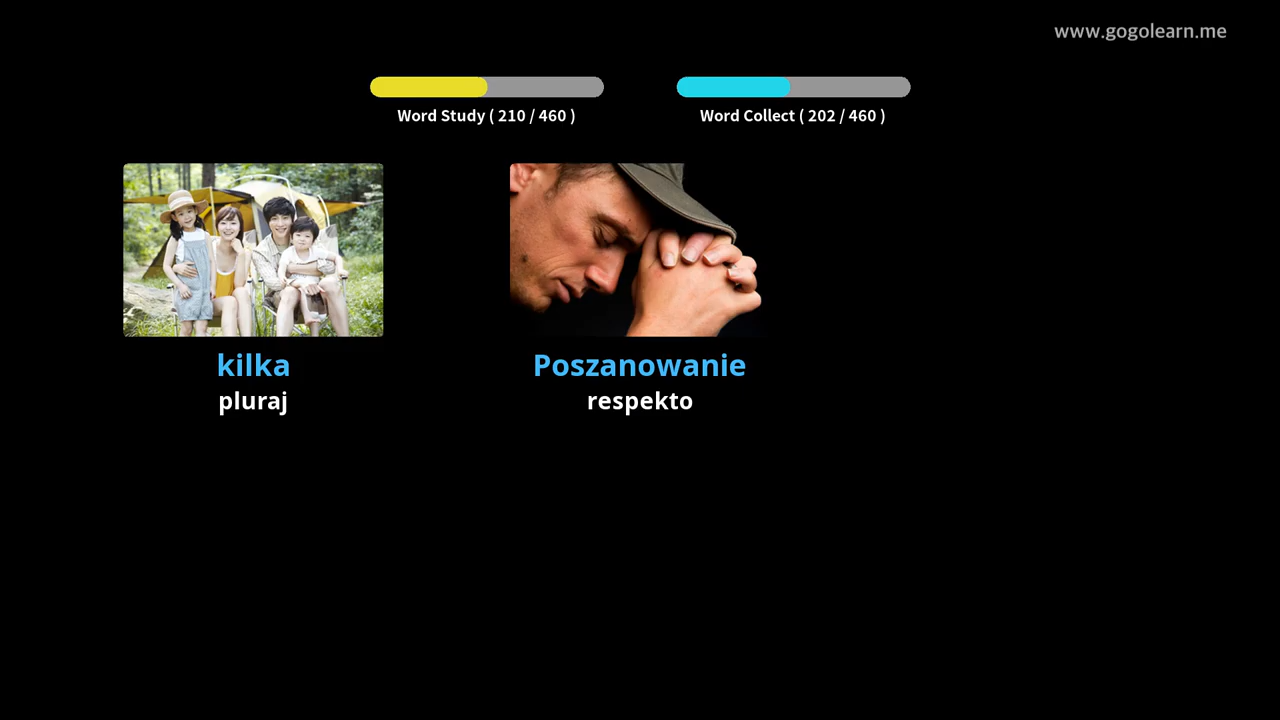 www.gogolearn.me
Word Study ( 210 / 460 )
Word Collect ( 202 / 460 )
kilka
Poszanowanie
pluraj
respekto